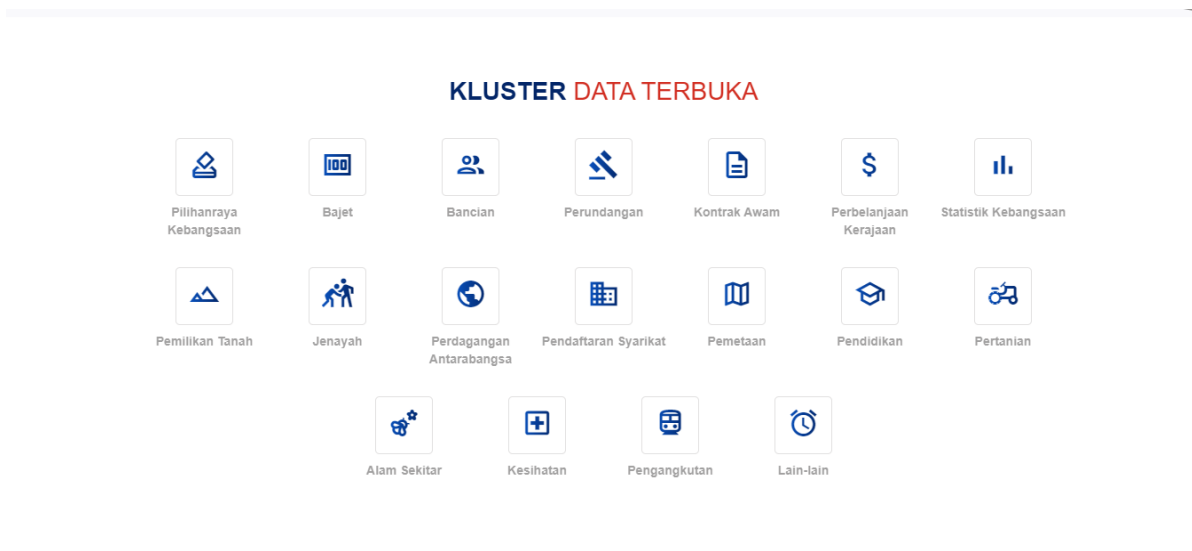 KLUSTER DATA TERBUKA
Pilihanraya
Kebangsaan
Bajet
Bancian
Perundangan
Kontrak Awam
Perbelanjaan
Kerajaan
Statistik Kebangsaan
Pemilikan Tanah
Jenayah
Perdagangan
Antarabangsa
Pendaftaran Syarikat
Pemetaan
Pendidikan
Pertanian
Alam Sekitar
Kesihatan
Pengangkutan
Lain-lain